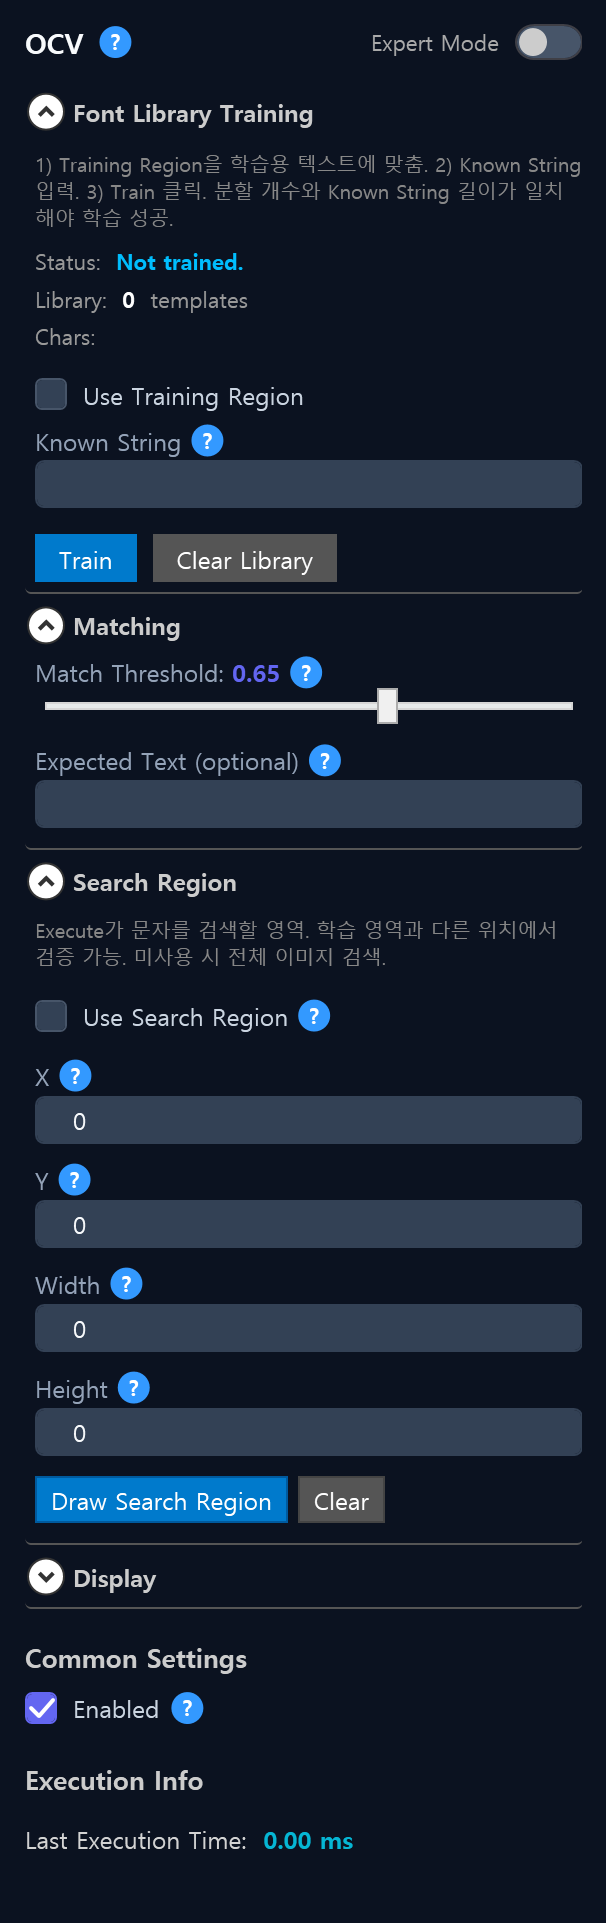 OCV ?
Expert Mode
Font Library Training
1) Training Region을 학습용 텍스트에 맞춤. 2) Known String
입력. 3) Train 클릭. 분할 개수와 Known String 길이가 일치
해야 학습 성공.
Status: Not trained.
Library: 0 templates
Chars:
Use Training Region
Known String ?
Train Clear Library
Matching
Match Threshold: 0.65 ?
Expected Text (optional) ?
Search Region
Execute가 문자를 검색할 영역. 학습 영역과 다른 위치에서
검증 가능. 미사용 시 전체 이미지 검색.
Use Search Region ?
X ?
0
Y ?
0
Width ?
0
Height ?
0
Draw Search Region Clear
Display
Common Settings
Enabled ?
Execution Info
Last Execution Time: 0.00 ms